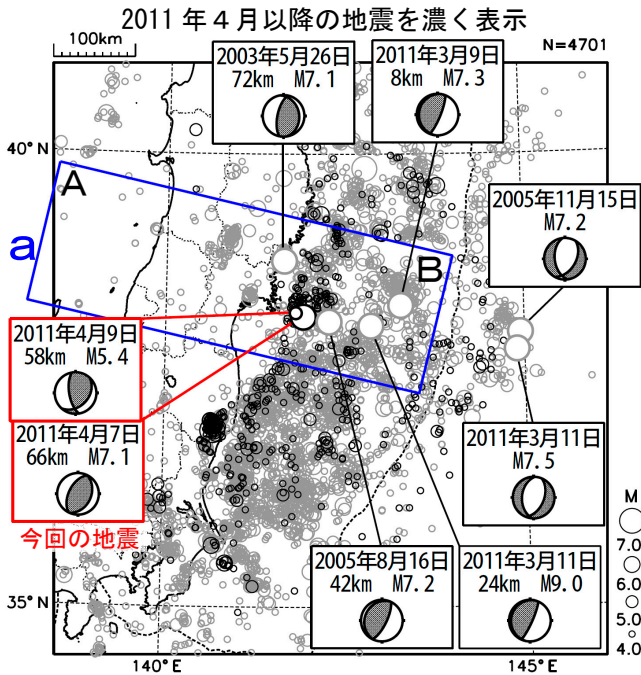 2011年4月以降の地震を濃く表示
100km
N=4701
2003年5月26日
72km M7.1
2011年3月9日
8km M7.3
40°N
A
a
2005年11月15日
M7.2
B
2011年4月9日
58km M5.4
2011年4月7日
66km M7.1
今回の地震
2011年3月11日
M7.5
M
7.0
6.0
5.0
4.0
2005年8月16日
42km M7.2
2011年3月11日
24km M9.0
35°N
140°E
145°E